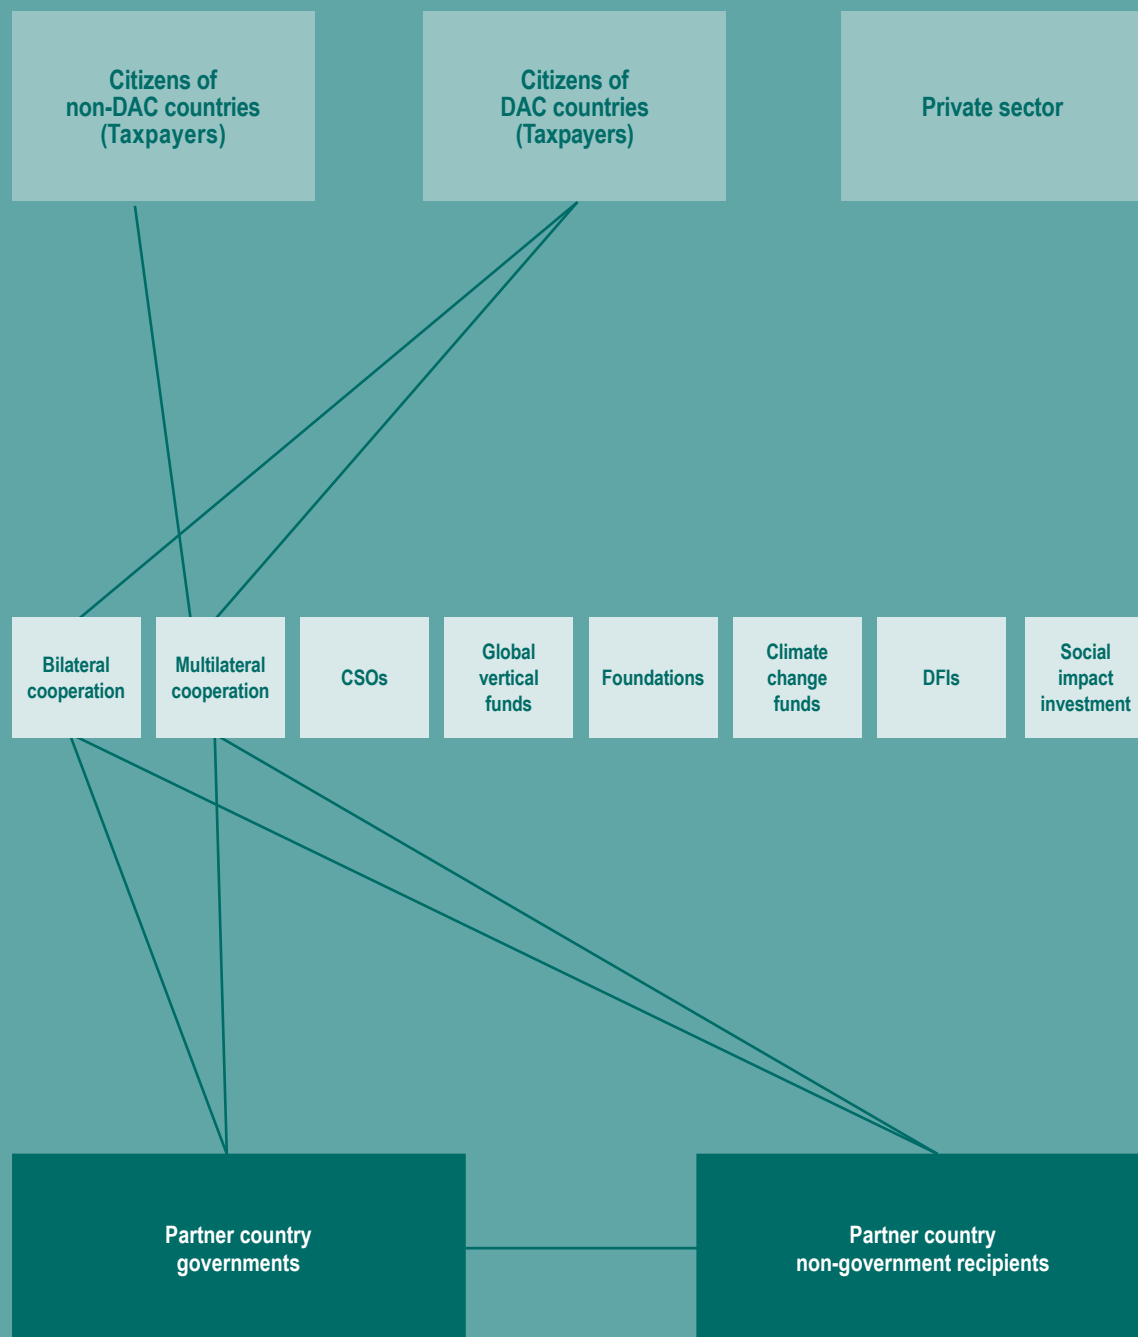 Citizens of
non-DAC countries
(Taxpayers)
Citizens of
DAC countries
(Taxpayers)
Private sector
Bilateral
cooperation
Multilateral
cooperation
CSOs
Global
vertical
funds
Foundations
Climate
change
funds
DFIs
Social
impact
investment
Partner country
governments
Partner country
non-government recipients